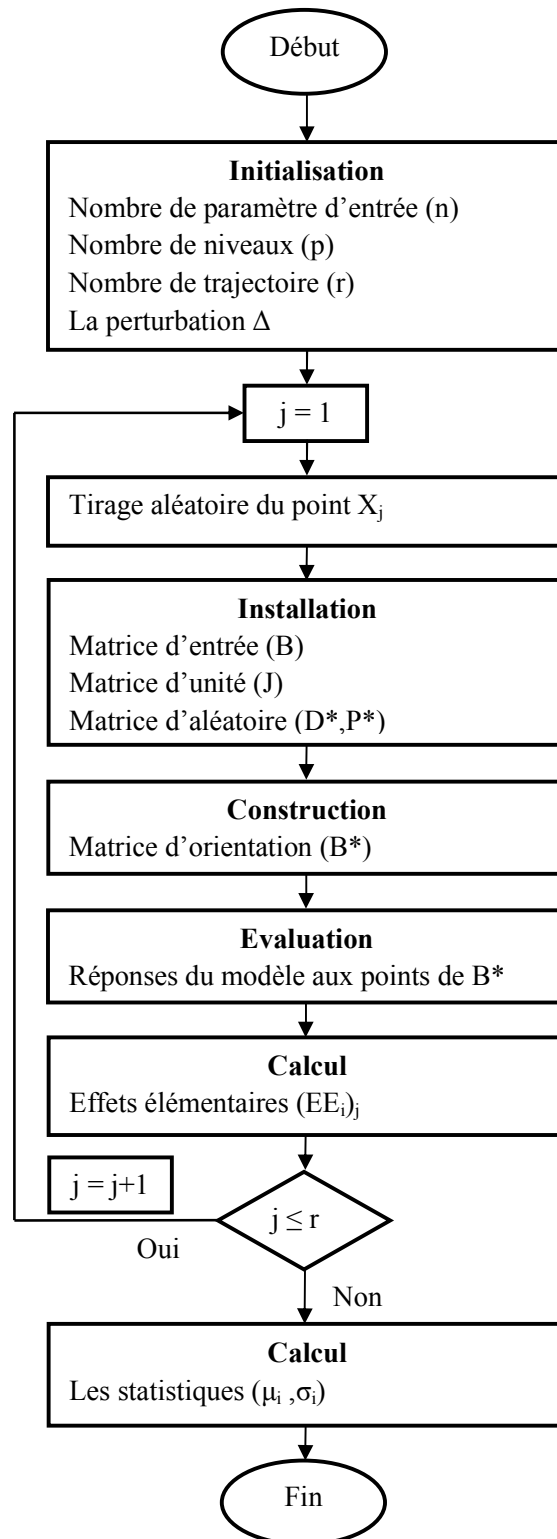 Début
Initialisation
Nombre de paramètre d’entrée (n)
Nombre de niveaux (p)
Nombre de trajectoire (r)
La perturbation Δ
j = 1
Tirage aléatoire du point Xj
Installation
Matrice d’entrée (B)
Matrice d’unité (J)
Matrice d’aléatoire (D*,P*)
Construction
Matrice d’orientation (B*)
Evaluation
Réponses du modèle aux points de B*
Calcul
Effets élémentaires (EEi)j
j = j+1
j ≤ r
Oui
Non
Calcul
Les statistiques (μi ,σi)
Fin